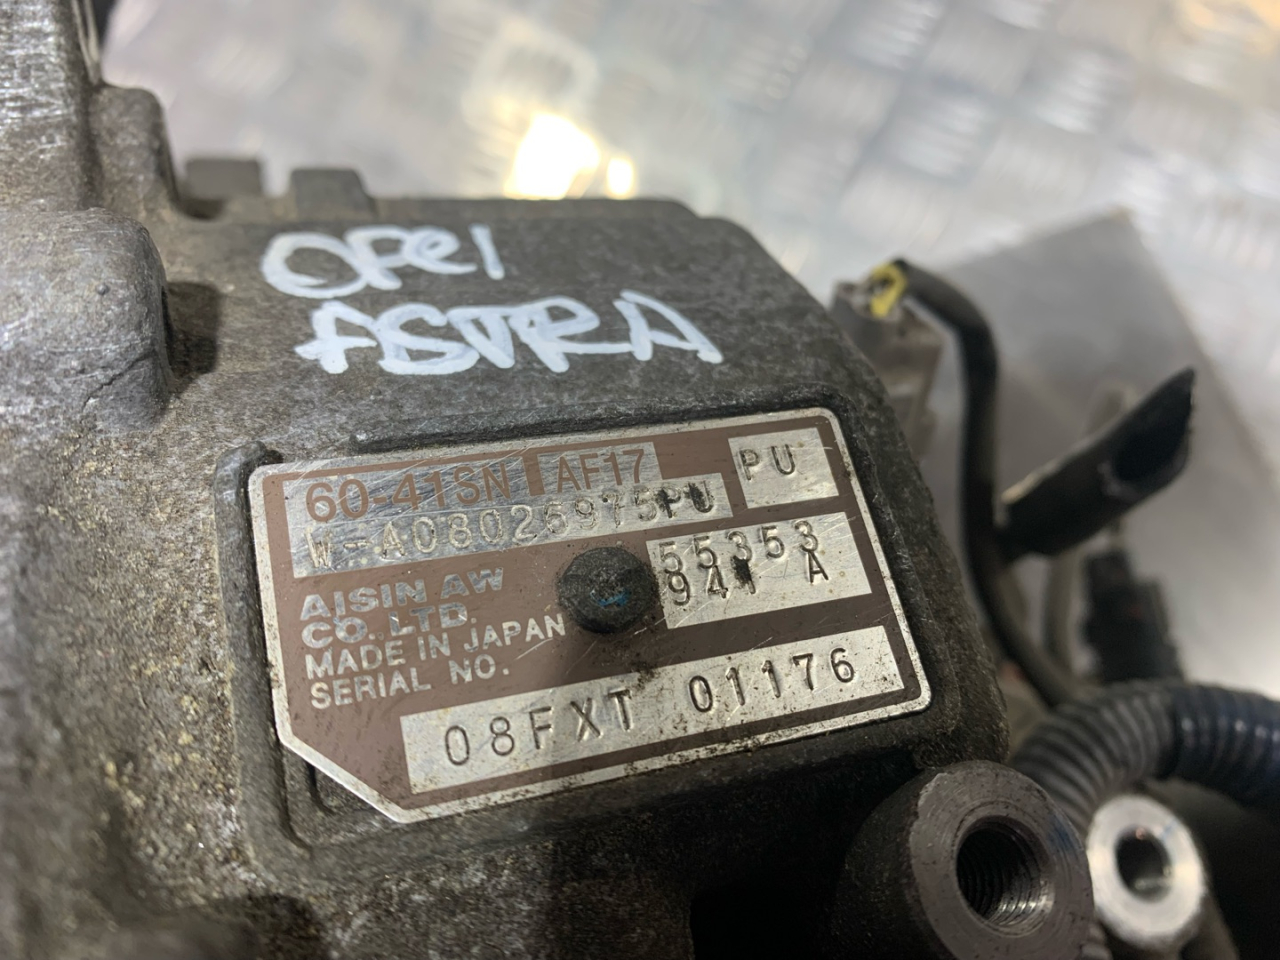 OPel
ASTRA
60-41SN AF17
PU
W-A08026975PU
55353
941 A
AISIN AW
CO., LTD.
MADE IN JAPAN
SERIAL NO.
08FXT 01176